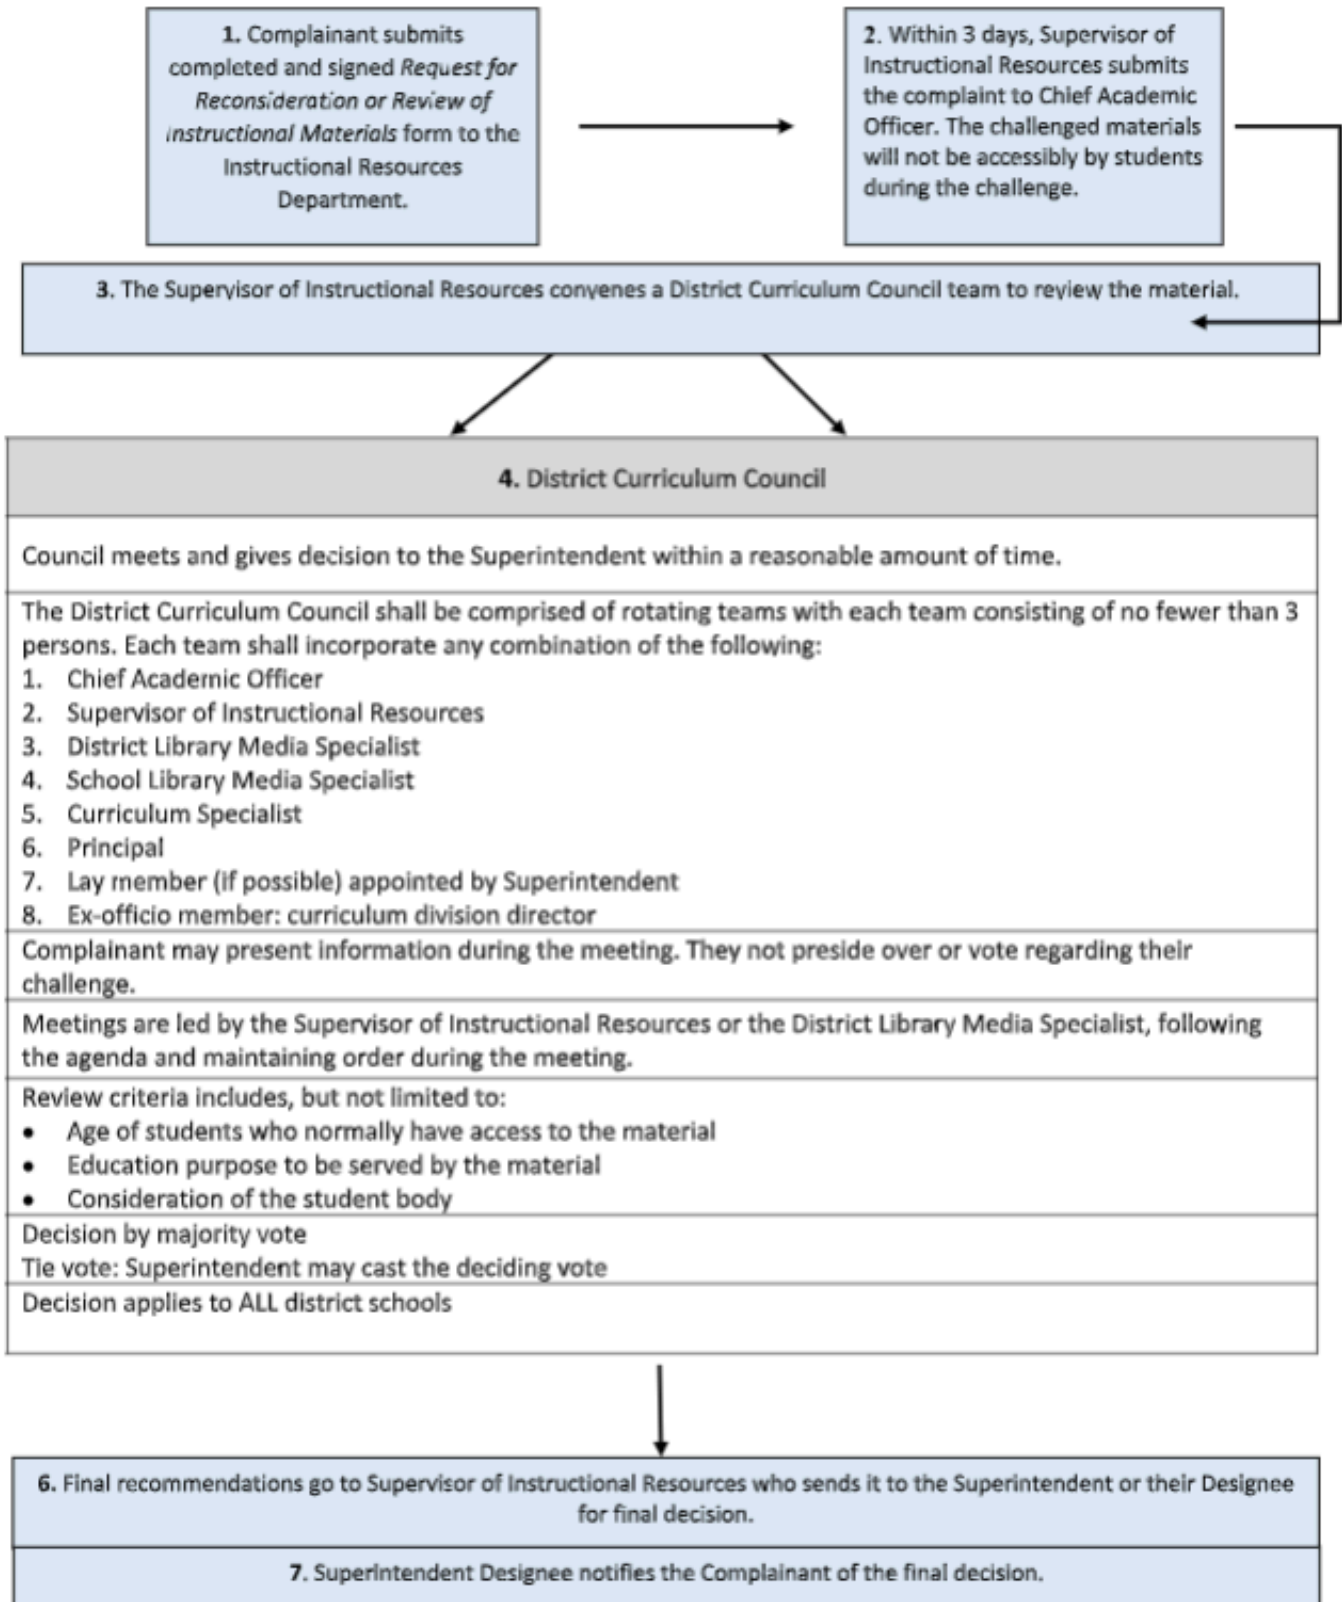 1. Complainant submits
completed and signed Request for
Reconsideration or Review of
Instructional Materials form to the
Instructional Resources
Department.
2. Within 3 days, Supervisor of
Instructional Resources submits
the complaint to Chief Academic
Officer. The challenged materials
will not be accessibly by students
during the challenge.
3. The Supervisor of Instructional Resources convenes a District Curriculum Council team to review the material.
4. District Curriculum Council
Council meets and gives decision to the Superintendent within a reasonable amount of time.
The District Curriculum Council shall be comprised of rotating teams with each team consisting of no fewer than 3
persons. Each team shall incorporate any combination of the following:
1. Chief Academic Officer
2. Supervisor of Instructional Resources
3. District Library Media Specialist
4. School Library Media Specialist
5. Curriculum Specialist
6. Principal
7. Lay member (if possible) appointed by Superintendent
8. Ex-officio member: curriculum division director
Complainant may present information during the meeting. They not preside over or vote regarding their
challenge.
Meetings are led by the Supervisor of Instructional Resources or the District Library Media Specialist, following
the agenda and maintaining order during the meeting.
Review criteria includes, but not limited to:
• Age of students who normally have access to the material
• Education purpose to be served by the material
• Consideration of the student body
Decision by majority vote
Tie vote: Superintendent may cast the deciding vote
Decision applies to ALL district schools
6. Final recommendations go to Supervisor of Instructional Resources who sends it to the Superintendent or their Designee
for final decision.
7. Superintendent Designee notifies the Complainant of the final decision.